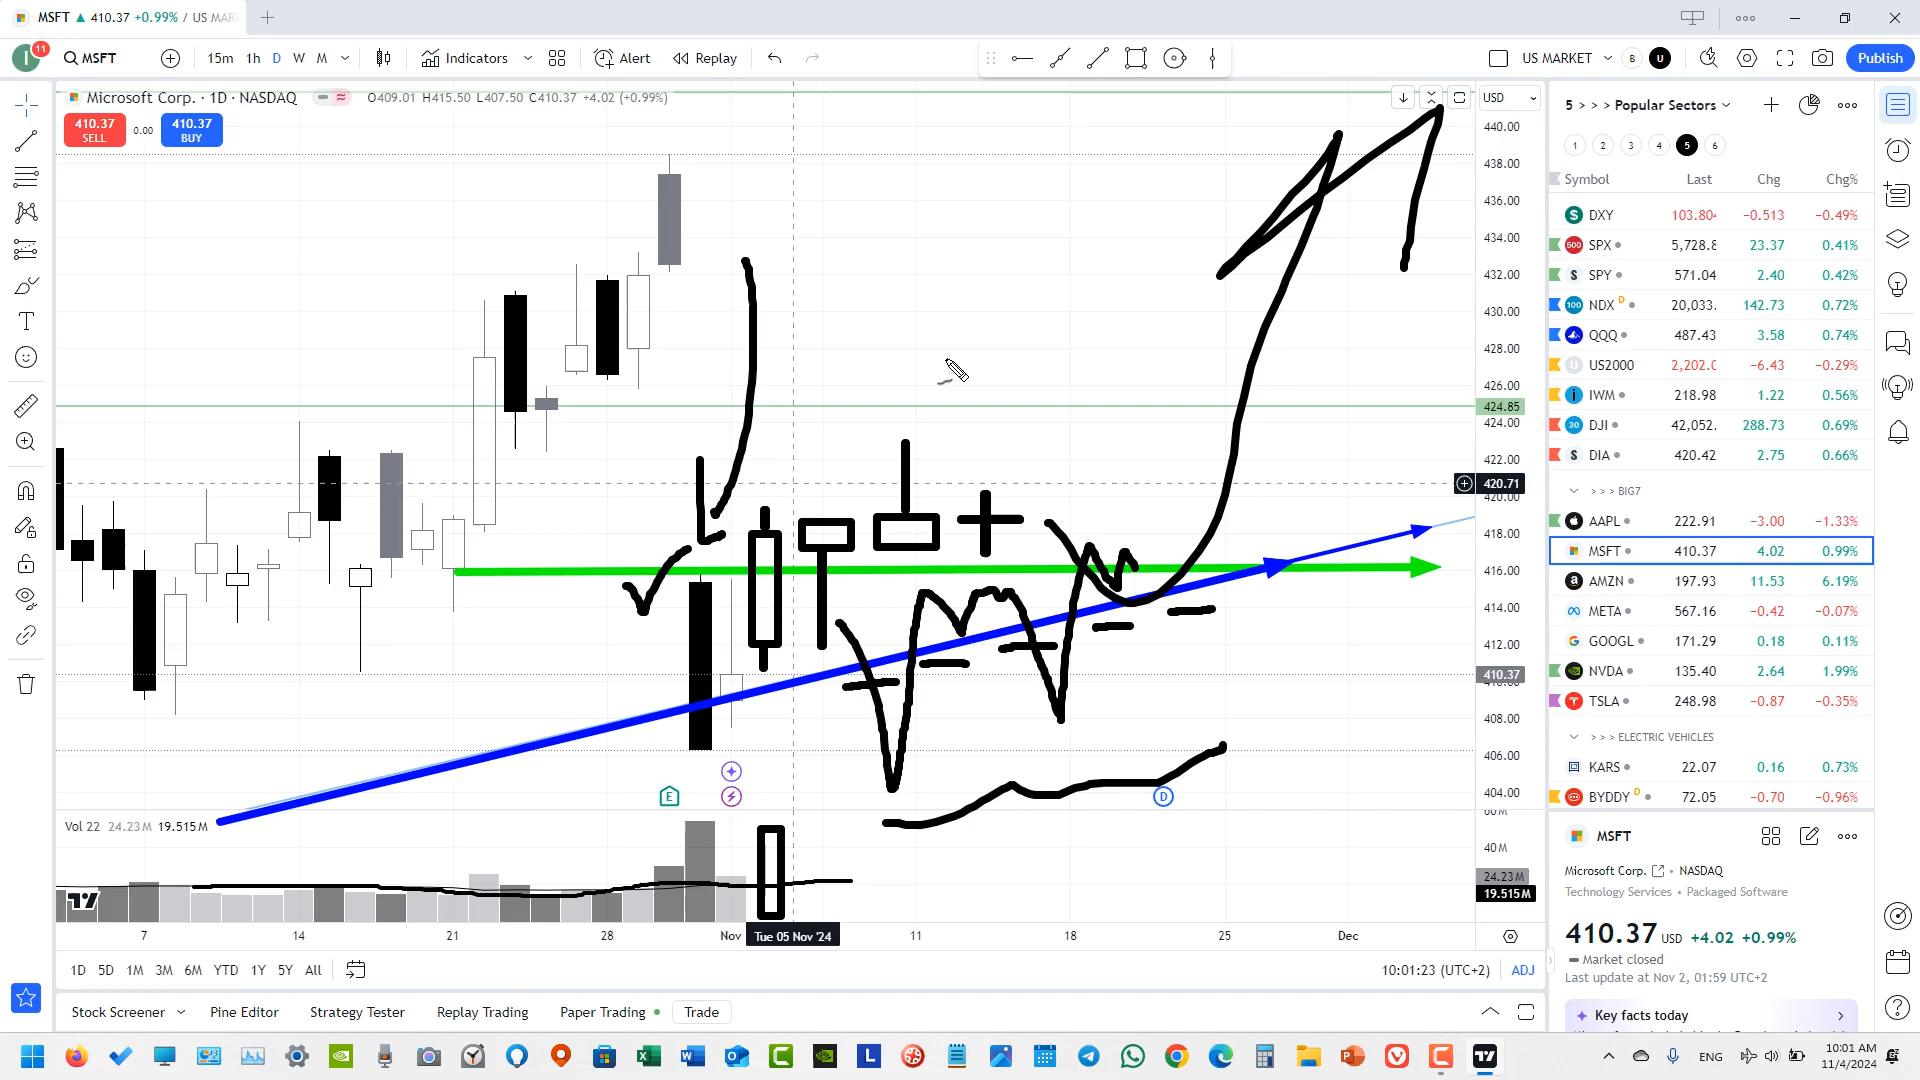 MSFT ▲ 410.37 +0.99% / US MAR
11
MSFT
15m 1h D W M
Indicators
Alert
Replay
US MARKET
B U
Publish
Microsoft Corp. · 1D · NASDAQ
O409.01 H415.50 L407.50 C410.37 +4.02 (+0.99%)
410.37
SELL
0.00
410.37
BUY
USD
440.00
438.00
436.00
434.00
432.00
430.00
428.00
426.00
424.85
424.00
422.00
420.71
420.00
418.00
416.00
414.00
412.00
410.37
408.00
406.00
404.00
E
D
Vol 22 24.23M 19.515M
60M
40M
24.23M
19.515M
7 14 21 28 Nov Tue 05 Nov '24 11 18 25 Dec
1D 5D 1M 3M 6M YTD 1Y 5Y All
10:01:23 (UTC+2) ADJ
Stock Screener Pine Editor Strategy Tester Replay Trading Paper Trading Trade
5 > > > Popular Sectors
1 2 3 4 5 6
Symbol Last Chg Chg%
DXY 103.804 −0.513 −0.49%
SPX 5,728.8 23.37 0.41%
SPY 571.04 2.40 0.42%
NDX D 20,033. 142.73 0.72%
QQQ 487.43 3.58 0.74%
US2000 2,202.0 −6.43 −0.29%
IWM 218.98 1.22 0.56%
DJI 42,052. 288.73 0.69%
DIA 420.42 2.75 0.66%
> > > BIG7
AAPL 222.91 −3.00 −1.33%
MSFT 410.37 4.02 0.99%
AMZN 197.93 11.53 6.19%
META 567.16 −0.42 −0.07%
GOOGL 171.29 0.18 0.11%
NVDA 135.40 2.64 1.99%
TSLA 248.98 −0.87 −0.35%
> > > ELECTRIC VEHICLES
KARS 22.07 0.16 0.73%
BYDDY D 72.05 −0.70 −0.96%
MSFT
Microsoft Corp. • NASDAQ
Technology Services • Packaged Software
410.37 USD +4.02 +0.99%
Market closed
Last update at Nov 2, 01:59 UTC+2
Key facts today
ENG
10:01 AM
11/4/2024